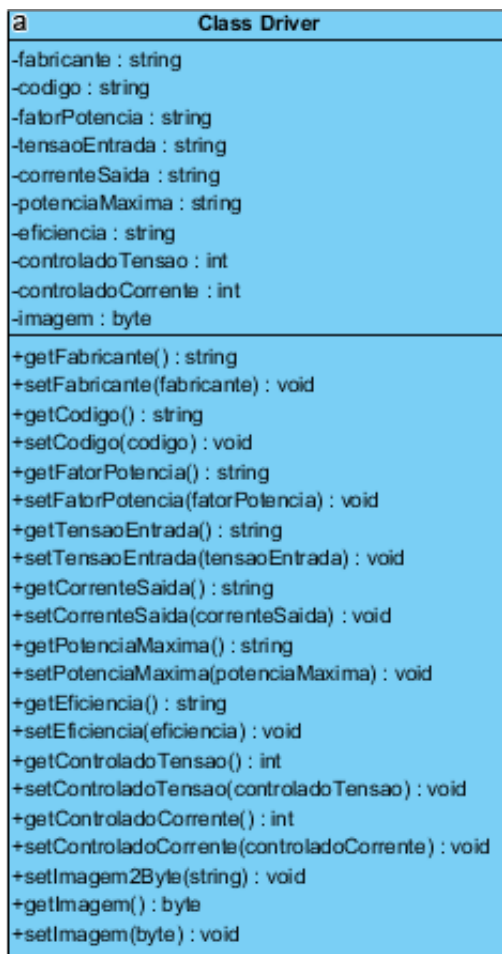 a
Class Driver
-fabricante : string
-codigo : string
-fatorPotencia : string
-tensaoEntrada : string
-correnteSaida : string
-potenciaMaxima : string
-eficiencia : string
-controladoTensao : int
-controladoCorrente : int
-imagem : byte
+getFabricante() : string
+setFabricante(fabricante) : void
+getCodigo() : string
+setCodigo(codigo) : void
+getFatorPotencia() : string
+setFatorPotencia(fatorPotencia) : void
+getTensaoEntrada() : string
+setTensaoEntrada(tensaoEntrada) : void
+getCorrenteSaida() : string
+setCorrenteSaida(correnteSaida) : void
+getPotenciaMaxima() : string
+setPotenciaMaxima(potenciaMaxima) : void
+getEficiencia() : string
+setEficiencia(eficiencia) : void
+getControladoTensao() : int
+setControladoTensao(controladoTensao) : void
+getControladoCorrente() : int
+setControladoCorrente(controladoCorrente) : void
+setImagem2Byte(string) : void
+getImagem() : byte
+setImagem(byte) : void